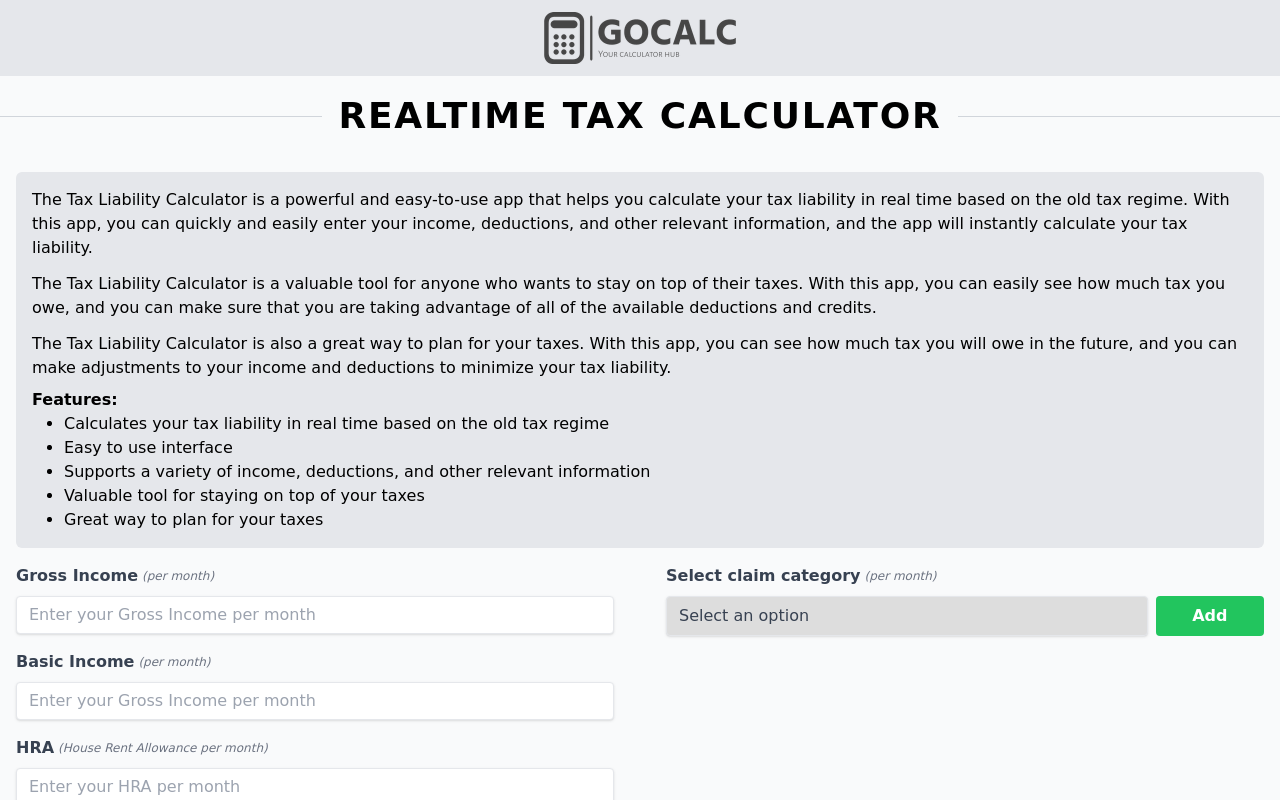 GOCALC
YOUR CALCULATOR HUB
REALTIME TAX CALCULATOR
The Tax Liability Calculator is a powerful and easy-to-use app that helps you calculate your tax liability in real time based on the old tax regime. With
this app, you can quickly and easily enter your income, deductions, and other relevant information, and the app will instantly calculate your tax
liability.
The Tax Liability Calculator is a valuable tool for anyone who wants to stay on top of their taxes. With this app, you can easily see how much tax you
owe, and you can make sure that you are taking advantage of all of the available deductions and credits.
The Tax Liability Calculator is also a great way to plan for your taxes. With this app, you can see how much tax you will owe in the future, and you can
make adjustments to your income and deductions to minimize your tax liability.
Features:
• Calculates your tax liability in real time based on the old tax regime
• Easy to use interface
• Supports a variety of income, deductions, and other relevant information
• Valuable tool for staying on top of your taxes
• Great way to plan for your taxes
Gross Income (per month)
Enter your Gross Income per month
Basic Income (per month)
Enter your Gross Income per month
HRA (House Rent Allowance per month)
Enter your HRA per month
Select claim category (per month)
Select an option
Add